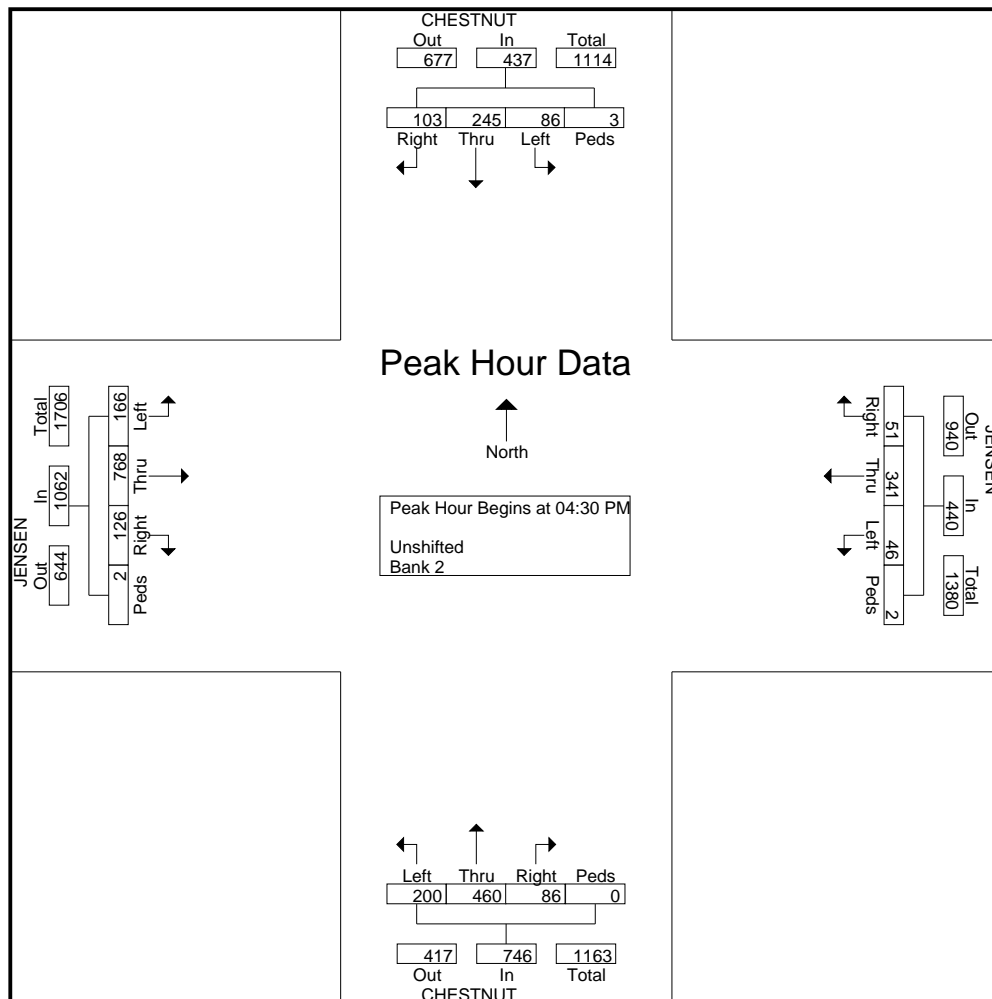 CHESTNUT
Out In Total
677 437 1114
103 245 86 3
Right Thru Left Peds
Peak Hour Data
North
Peak Hour Begins at 04:30 PM
Unshifted
Bank 2
JENSEN
Out In Total
644 1062 1706
2 126 768 166
Peds Right Thru Left
JENSEN
Out In Total
940 440 1380
51 341 46 2
Right Thru Left Peds
Left Thru Right Peds
200 460 86 0
417 746 1163
Out In Total
CHESTNUT